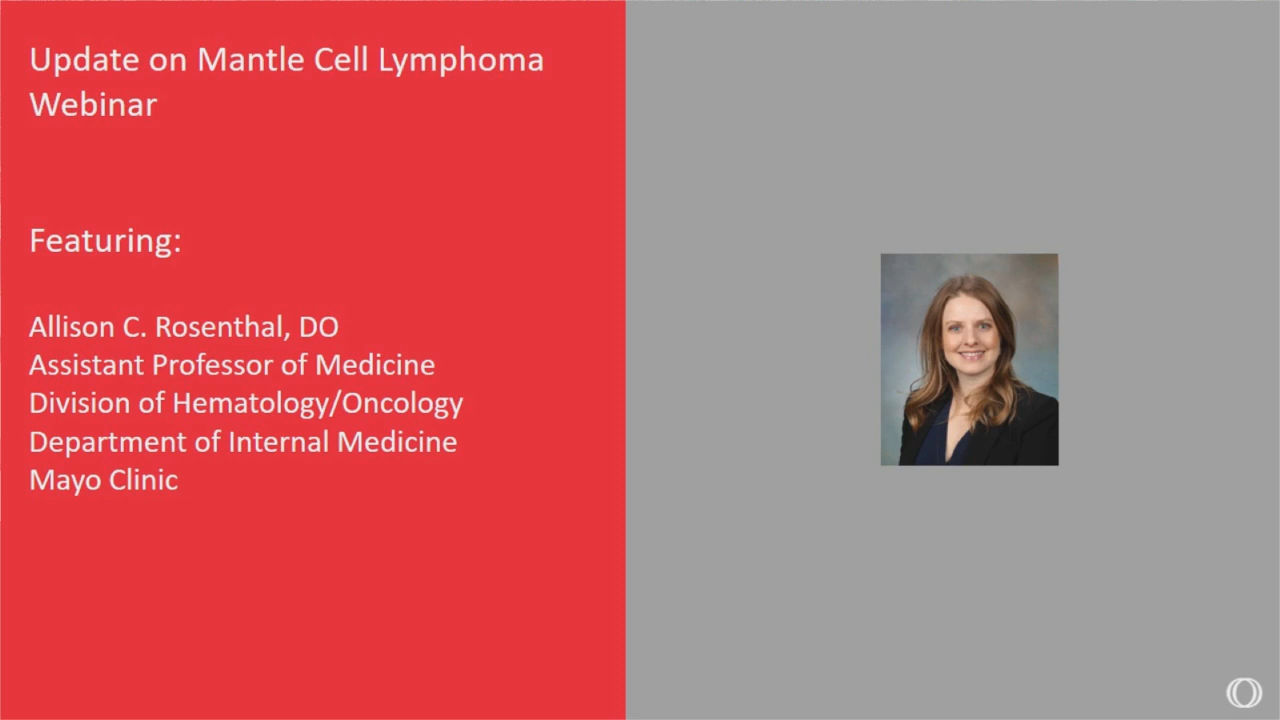 Update on Mantle Cell Lymphoma
Webinar
Featuring:
Allison C. Rosenthal, DO
Assistant Professor of Medicine
Division of Hematology/Oncology
Department of Internal Medicine
Mayo Clinic